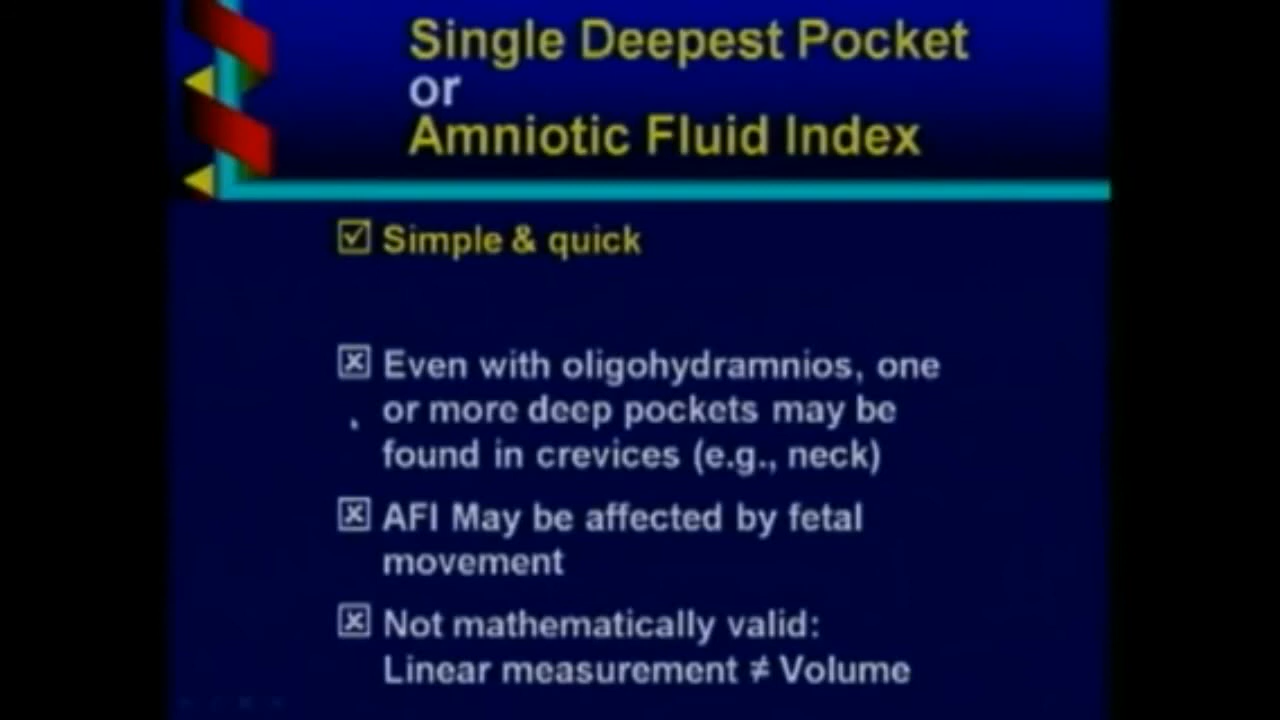 Single Deepest Pocket
or
Amniotic Fluid Index
Simple & quick
Even with oligohydramnios, one
or more deep pockets may be
found in crevices (e.g., neck)
AFI May be affected by fetal
movement
Not mathematically valid:
Linear measurement ≠ Volume